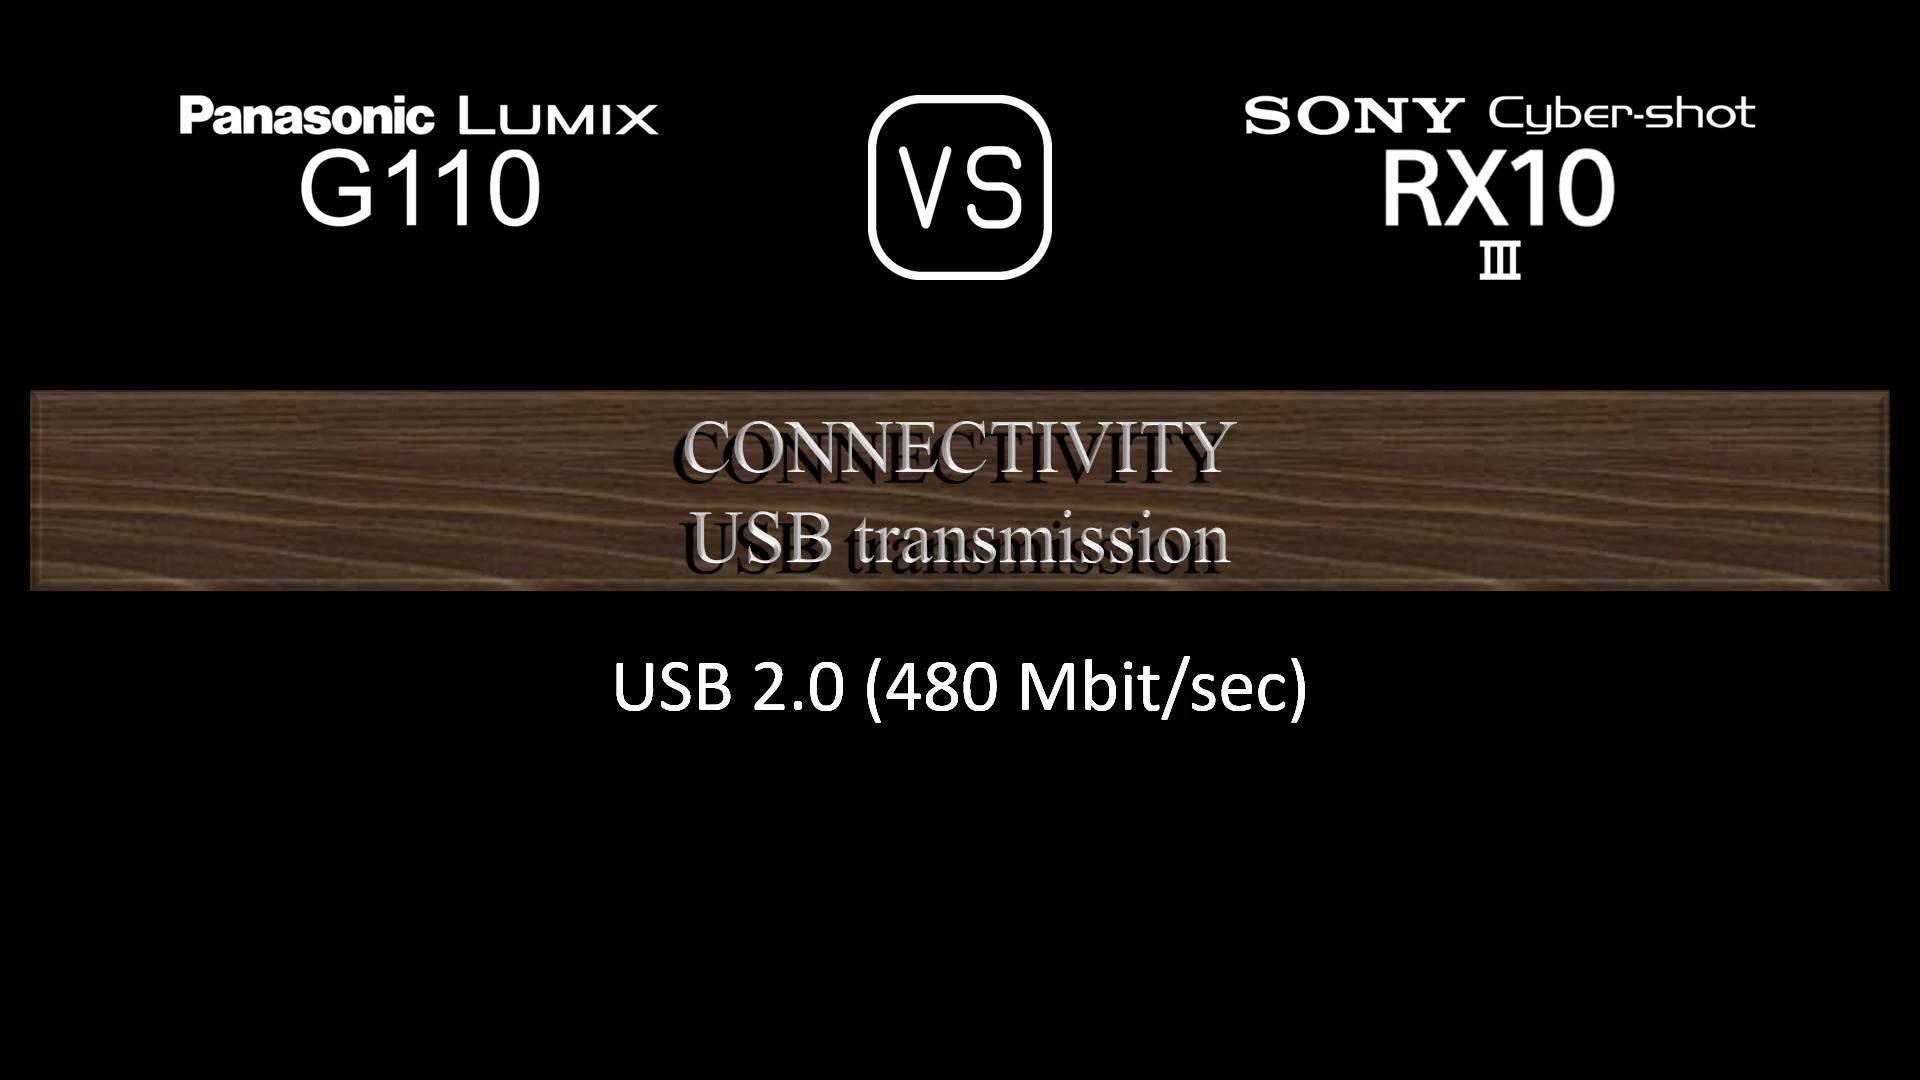 Panasonic LUMIX
G110
VS
SONY Cyber-shot
RX10
III
CONNECTIVITY
USB transmission
USB 2.0 (480 Mbit/sec)